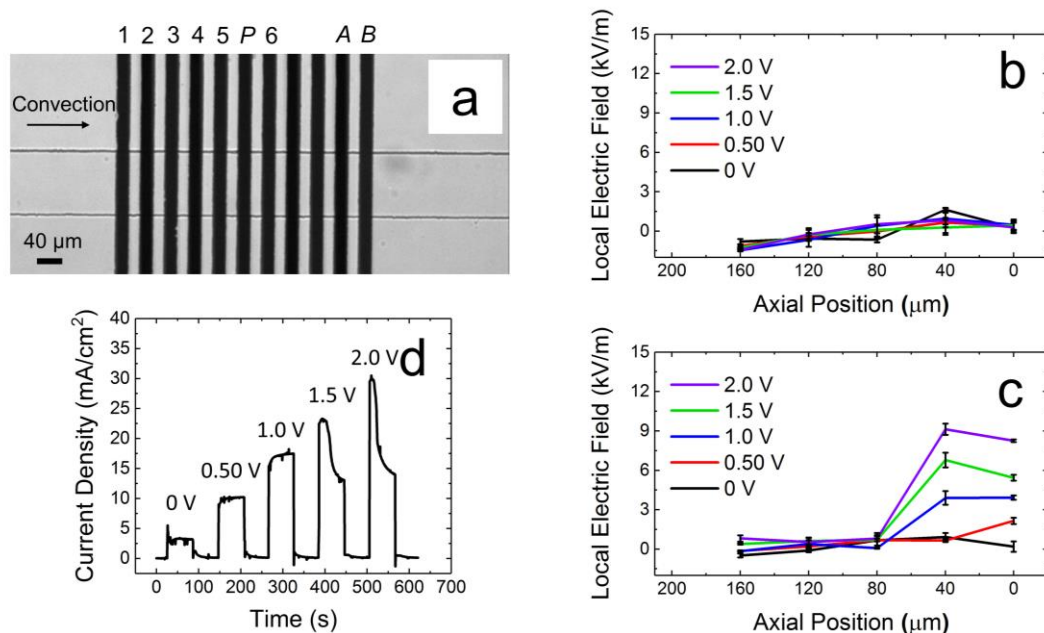 1 2 3 4 5 P 6 A B
Convection
a
40 μm
b
Local Electric Field (kV/m)
15
12
9
6
3
0
2.0 V
1.5 V
1.0 V
0.50 V
0 V
200 160 120 80 40 0
Axial Position (μm)
c
Local Electric Field (kV/m)
15
12
9
6
3
0
2.0 V
1.5 V
1.0 V
0.50 V
0 V
200 160 120 80 40 0
Axial Position (μm)
d
Current Density (mA/cm²)
40
35
30
25
20
15
10
5
0
0 V
0.50 V
1.0 V
1.5 V
2.0 V
0 100 200 300 400 500 600 700
Time (s)